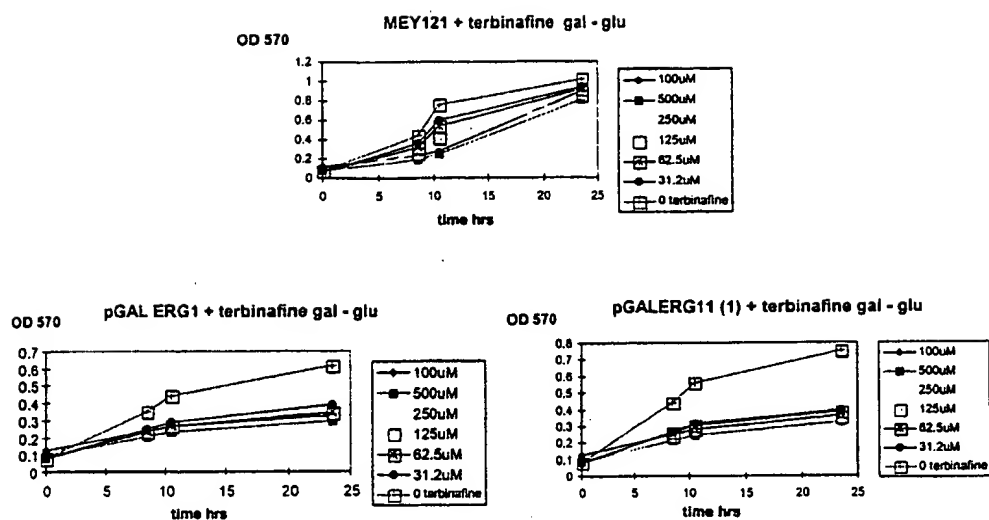 MEY121 + terbinafine gal - glu
OD 570
1.2
1
0.8
0.6
0.4
0.2
0
0 5 10 15 20 25
time hrs
100uM
500uM
250uM
125uM
62.5uM
31.2uM
0 terbinafine
pGAL ERG1 + terbinafine gal - glu
OD 570
0.7
0.6
0.5
0.4
0.3
0.2
0.1
0
0 5 10 15 20 25
time hrs
100uM
500uM
250uM
125uM
62.5uM
31.2uM
0 terbinafine
pGALERG11 (1) + terbinafine gal - glu
OD 570
0.8
0.7
0.6
0.5
0.4
0.3
0.2
0.1
0
0 5 10 15 20 25
time hrs
100uM
500uM
250uM
125uM
62.5uM
31.2uM
0 terbinafine